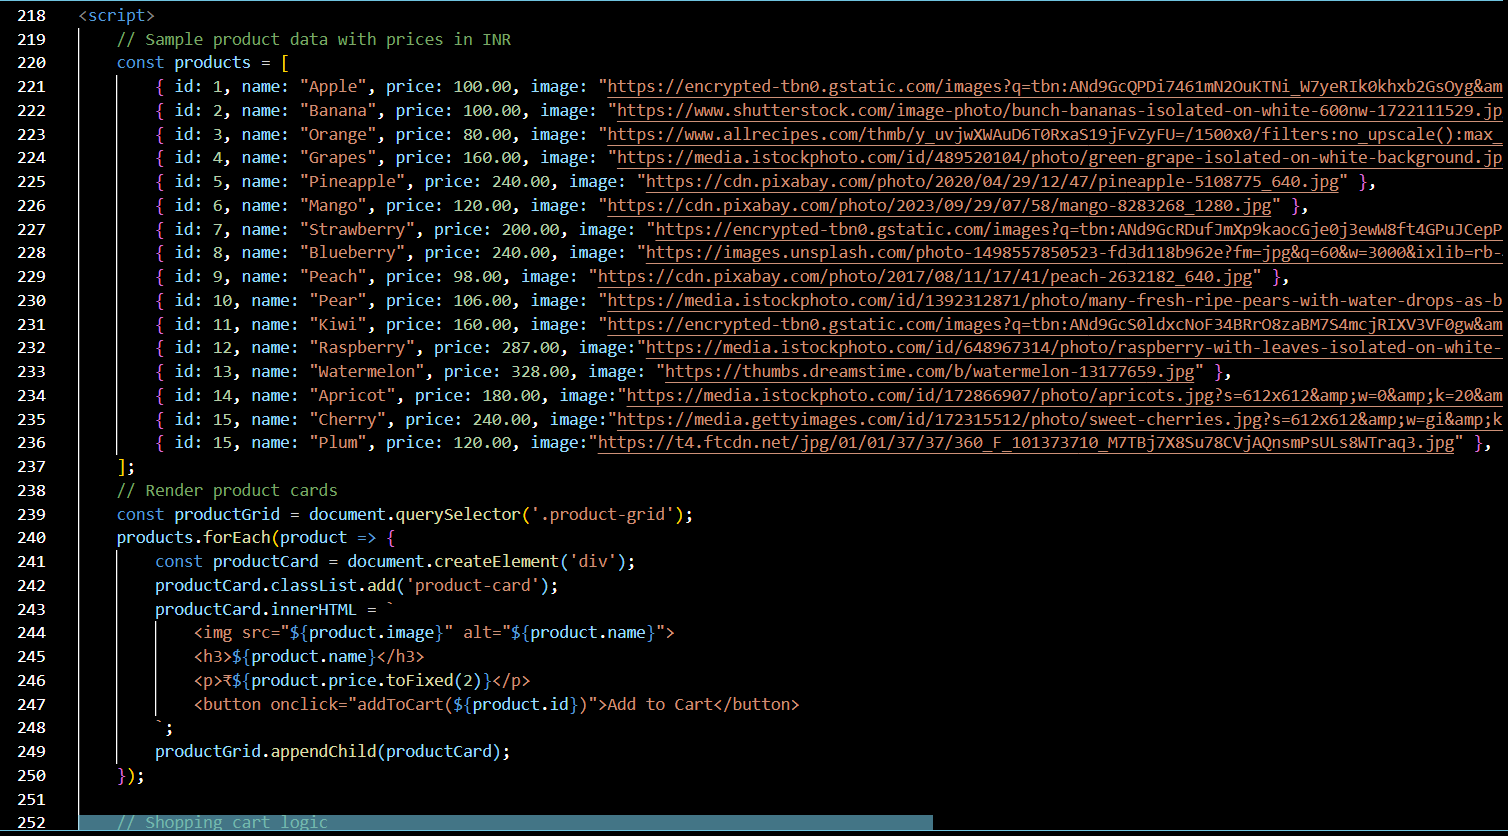 218 <script>
219 // Sample product data with prices in INR
220 const products = [
221 { id: 1, name: "Apple", price: 100.00, image: "https://encrypted-tbn0.gstatic.com/images?q=tbn:ANd9GcQPDi7461mN2OuKTNi_W7yeRIk0khxb2GsOyg&am
222 { id: 2, name: "Banana", price: 100.00, image: "https://www.shutterstock.com/image-photo/bunch-bananas-isolated-on-white-600nw-1722111529.jp
223 { id: 3, name: "Orange", price: 80.00, image: "https://www.allrecipes.com/thmb/y_uvjwXWAuD6T0RxaS19jFvZyFU=/1500x0/filters:no_upscale():max_
224 { id: 4, name: "Grapes", price: 160.00, image: "https://media.istockphoto.com/id/489520104/photo/green-grape-isolated-on-white-background.jp
225 { id: 5, name: "Pineapple", price: 240.00, image: "https://cdn.pixabay.com/photo/2020/04/29/12/47/pineapple-5108775_640.jpg" },
226 { id: 6, name: "Mango", price: 120.00, image: "https://cdn.pixabay.com/photo/2023/09/29/07/58/mango-8283268_1280.jpg" },
227 { id: 7, name: "Strawberry", price: 200.00, image: "https://encrypted-tbn0.gstatic.com/images?q=tbn:ANd9GcRDufJmXp9kaocGje0j3ewW8ft4GPuJCepP
228 { id: 8, name: "Blueberry", price: 240.00, image: "https://images.unsplash.com/photo-1498557850523-fd3d118b962e?fm=jpg&q=60&w=3000&ixlib=rb-
229 { id: 9, name: "Peach", price: 98.00, image: "https://cdn.pixabay.com/photo/2017/08/11/17/41/peach-2632182_640.jpg" },
230 { id: 10, name: "Pear", price: 106.00, image: "https://media.istockphoto.com/id/1392312871/photo/many-fresh-ripe-pears-with-water-drops-as-b
231 { id: 11, name: "Kiwi", price: 160.00, image: "https://encrypted-tbn0.gstatic.com/images?q=tbn:ANd9GcS0ldxcNoF34BRrO8zaBM7S4mcjRIXV3VF0gw&am
232 { id: 12, name: "Raspberry", price: 287.00, image:"https://media.istockphoto.com/id/648967314/photo/raspberry-with-leaves-isolated-on-white-
233 { id: 13, name: "Watermelon", price: 328.00, image: "https://thumbs.dreamstime.com/b/watermelon-13177659.jpg" },
234 { id: 14, name: "Apricot", price: 180.00, image:"https://media.istockphoto.com/id/172866907/photo/apricots.jpg?s=612x612&amp;w=0&amp;k=20&am
235 { id: 15, name: "Cherry", price: 240.00, image:"https://media.gettyimages.com/id/172315512/photo/sweet-cherries.jpg?s=612x612&amp;w=gi&amp;k
236 { id: 15, name: "Plum", price: 120.00, image:"https://t4.ftcdn.net/jpg/01/01/37/37/360_F_101373710_M7TBj7X8Su78CVjAQnsmPsULs8WTraq3.jpg" },
237 ];
238 // Render product cards
239 const productGrid = document.querySelector('.product-grid');
240 products.forEach(product => {
241 const productCard = document.createElement('div');
242 productCard.classList.add('product-card');
243 productCard.innerHTML = `
244 <img src="${product.image}" alt="${product.name}">
245 <h3>${product.name}</h3>
246 <p>₹${product.price.toFixed(2)}</p>
247 <button onclick="addToCart(${product.id})">Add to Cart</button>
248 `;
249 productGrid.appendChild(productCard);
250 });
251
252 // Shopping cart logic